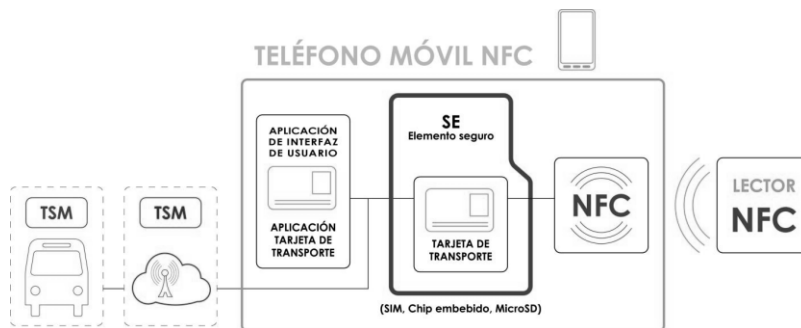 TELÉFONO MÓVIL NFC
APLICACIÓN
DE INTERFAZ
DE USUARIO
APLICACIÓN
TARJETA DE
TRANSPORTE
SE
Elemento seguro
TARJETA DE
TRANSPORTE
(SIM, Chip embebido, MicroSD)
NFC
LECTOR
NFC
TSM
TSM